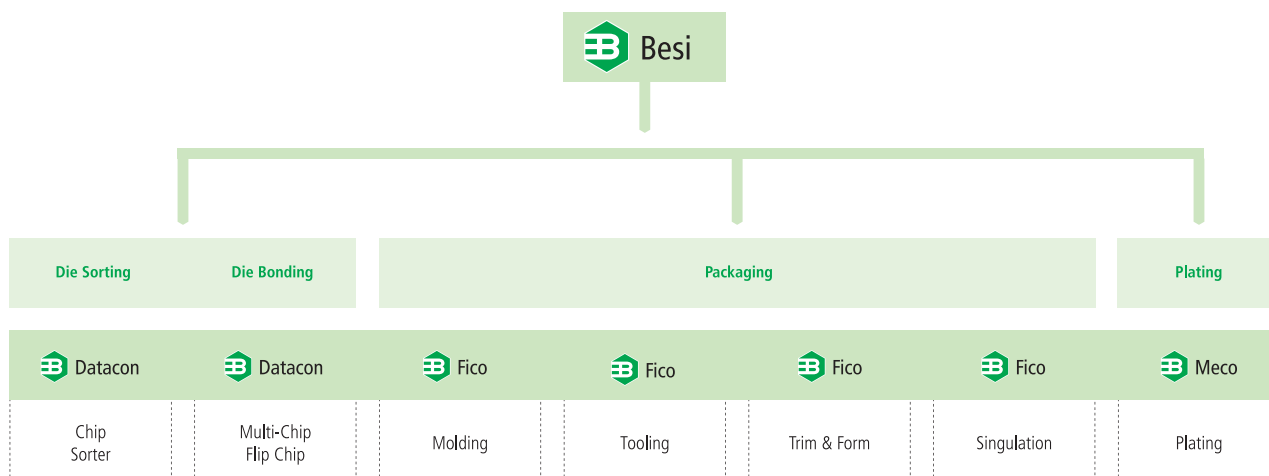 Besi
Die Sorting
Die Bonding
Packaging
Plating
Datacon
Datacon
Fico
Fico
Fico
Fico
Meco
Chip
Sorter
Multi-Chip
Flip Chip
Molding
Tooling
Trim & Form
Singulation
Plating